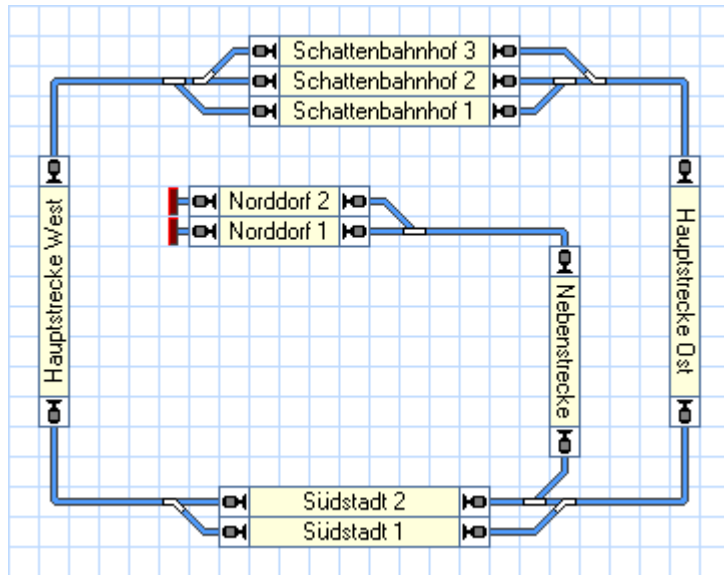 Schattenbahnhof 3
Schattenbahnhof 2
Schattenbahnhof 1
Norddorf 2
Norddorf 1
Hauptstrecke West
Nebenstrecke
Hauptstrecke Ost
Südstadt 2
Südstadt 1